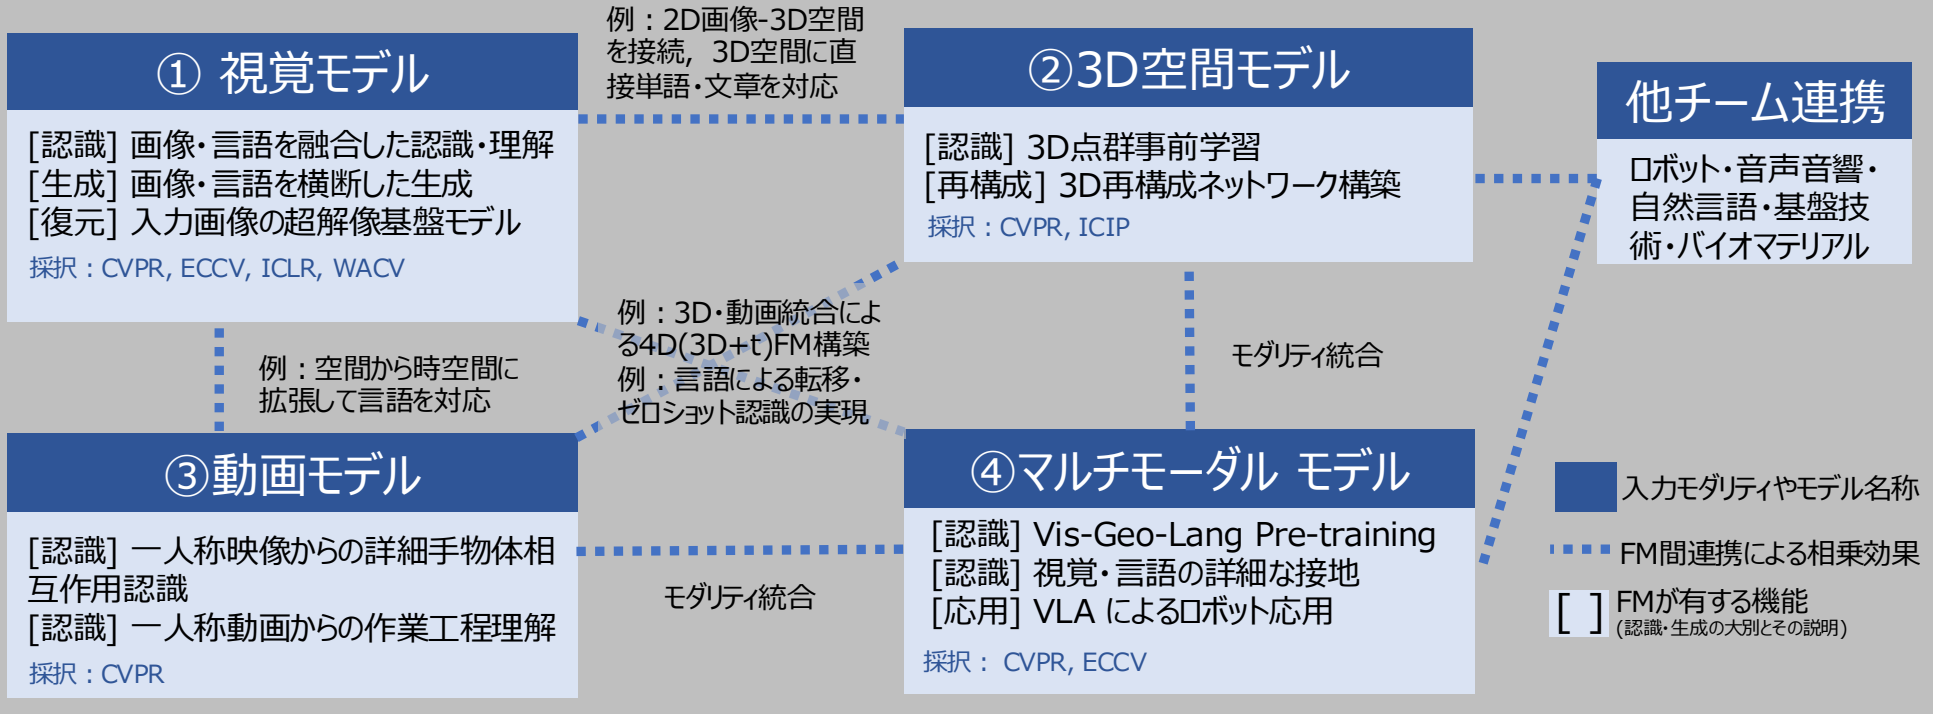 例：2D画像-3D空間
を接続，3D空間に直
接単語・文章を対応
① 視覚モデル
[認識] 画像・言語を融合した認識・理解
[生成] 画像・言語を横断した生成
[復元] 入力画像の超解像基盤モデル
採択：CVPR, ECCV, ICLR, WACV
②3D空間モデル
[認識] 3D点群事前学習
[再構成] 3D再構成ネットワーク構築
採択：CVPR, ICIP
他チーム連携
ロボット・音声音響・
自然言語・基盤技
術・バイオマテリアル
例：空間から時空間に
拡張して言語を対応
例：3D・動画統合によ
る4D(3D+t)FM構築
例：言語による転移・
ゼロショット認識の実現
モダリティ統合
③動画モデル
[認識] 一人称映像からの詳細手物体相
互作用認識
[認識] 一人称動画からの作業工程理解
採択：CVPR
モダリティ統合
④マルチモーダル モデル
[認識] Vis-Geo-Lang Pre-training
[認識] 視覚・言語の詳細な接地
[応用] VLA によるロボット応用
採択： CVPR, ECCV
入力モダリティやモデル名称
FM間連携による相乗効果
[ ] FMが有する機能
(認識・生成の大別とその説明)